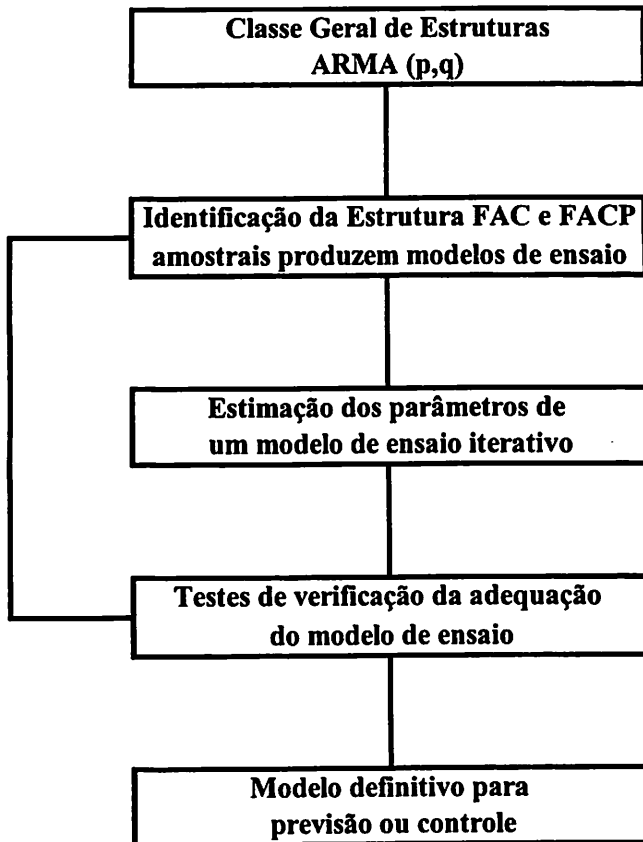 Classe Geral de Estruturas
ARMA (p,q)
Identificação da Estrutura FAC e FACP
amostrais produzem modelos de ensaio
Estimação dos parâmetros de
um modelo de ensaio iterativo
Testes de verificação da adequação
do modelo de ensaio
Modelo definitivo para
previsão ou controle